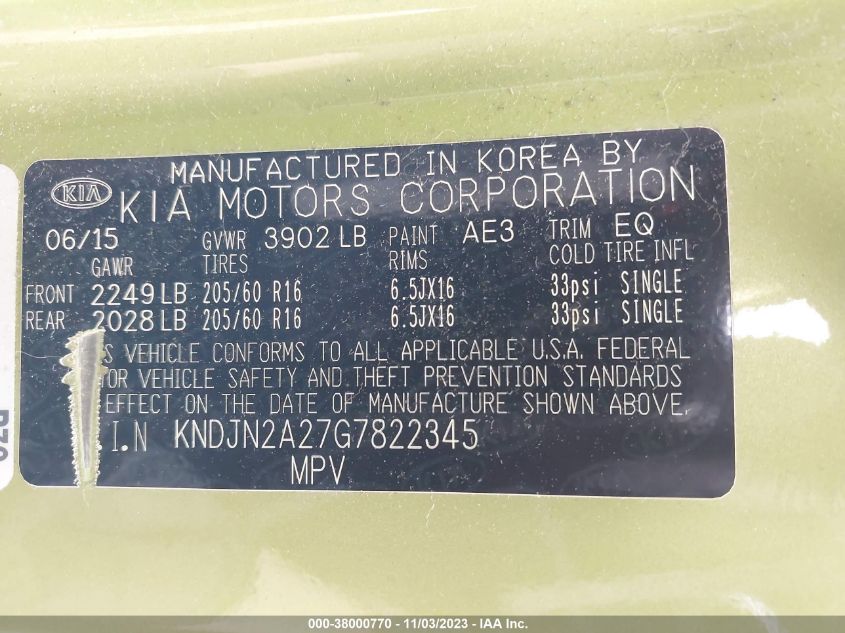 MANUFACTURED IN KOREA BY
KIA KIA MOTORS CORPORATION
06/15 GVWR 3902 LB PAINT AE3 TRIM EQ
GAWR TIRES RIMS COLD TIRE INFL
FRONT 2249 LB 205/60 R16 6.5JX16 33psi SINGLE
REAR 2028 LB 205/60 R16 6.5JX16 33psi SINGLE
S VEHICLE CONFORMS TO ALL APPLICABLE U.S.A. FEDERAL
TOR VEHICLE SAFETY AND THEFT PREVENTION STANDARDS
EFFECT ON THE DATE OF MANUFACTURE SHOWN ABOVE.
I.N KNDJN2A27G7822345
MPV
000-38000770 - 11/03/2023 - IAA Inc.